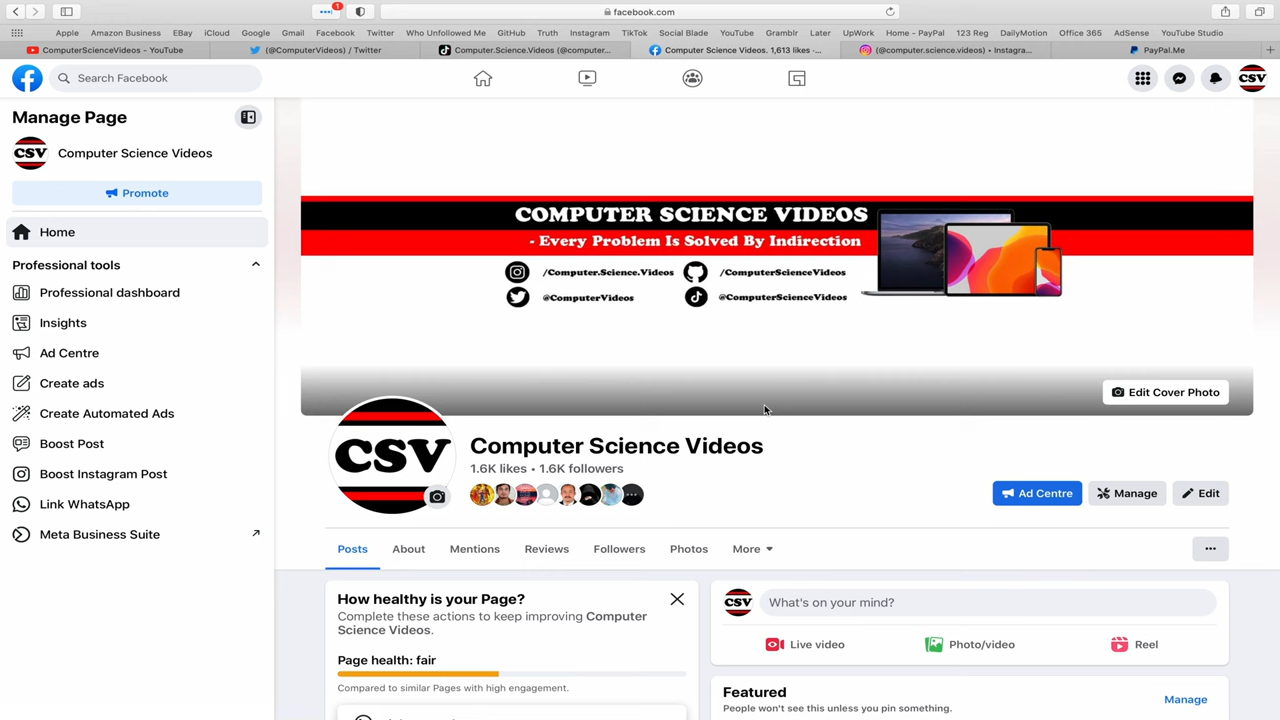 1
facebook.com
Apple
Amazon Business
EBay
iCloud
Google
Gmail
Facebook
Twitter
Who Unfollowed Me
GitHub
Truth
Instagram
TikTok
Social Blade
YouTube
Gramblr
Later
UpWork
Home - PayPal
123 Reg
DailyMotion
Office 365
AdSense
YouTube Studio
ComputerScienceVideos - YouTube
(@ComputerVideos) / Twitter
Computer.Science.Videos (@computer...
Computer Science Videos. 1,613 likes · ...
(@computer.science.videos) • Instagra...
PayPal.Me
Search Facebook
CSV
Manage Page
CSV
Computer Science Videos
Promote
Home
Professional tools
Professional dashboard
Insights
Ad Centre
Create ads
Create Automated Ads
Boost Post
Boost Instagram Post
Link WhatsApp
Meta Business Suite
COMPUTER SCIENCE VIDEOS
- Every Problem Is Solved By Indirection
/Computer.Science.Videos
/ComputerScienceVideos
@ComputerVideos
@ComputerScienceVideos
Edit Cover Photo
CSV
Computer Science Videos
1.6K likes • 1.6K followers
Ad Centre
Manage
Edit
Posts
About
Mentions
Reviews
Followers
Photos
More
How healthy is your Page?
Complete these actions to keep improving Computer
Science Videos.
Page health: fair
Compared to similar Pages with high engagement.
CSV
What's on your mind?
Live video
Photo/video
Reel
Featured
Manage
People won't see this unless you pin something.